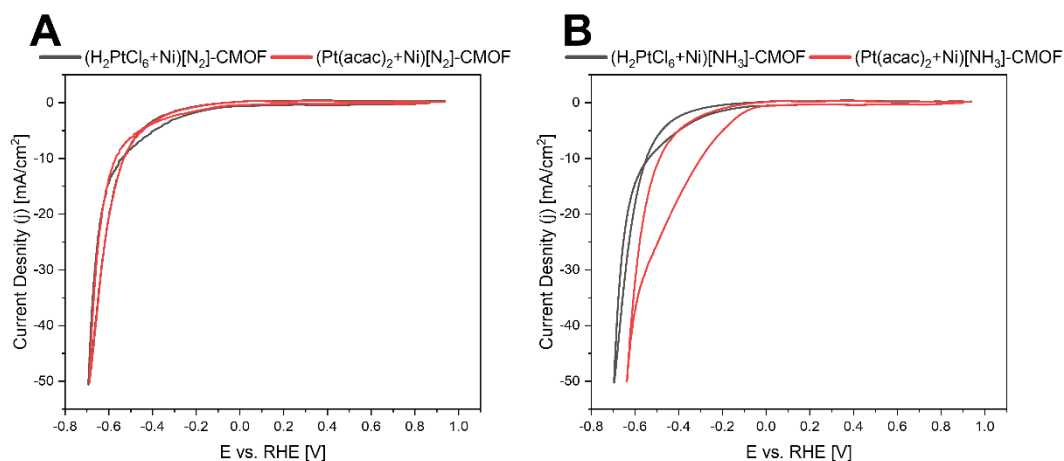 A
(H₂PtCl₆+Ni)[N₂]-CMOF
(Pt(acac)₂+Ni)[N₂]-CMOF
0
-10
-20
-30
-40
-50
Current Desnity (j) [mA/cm²]
-0.8 -0.6 -0.4 -0.2 0.0 0.2 0.4 0.6 0.8 1.0
E vs. RHE [V]
B
(H₂PtCl₆+Ni)[NH₃]-CMOF
(Pt(acac)₂+Ni)[NH₃]-CMOF
0
-10
-20
-30
-40
-50
Current Desnity (j) [mA/cm²]
-0.8 -0.6 -0.4 -0.2 0.0 0.2 0.4 0.6 0.8 1.0
E vs. RHE [V]